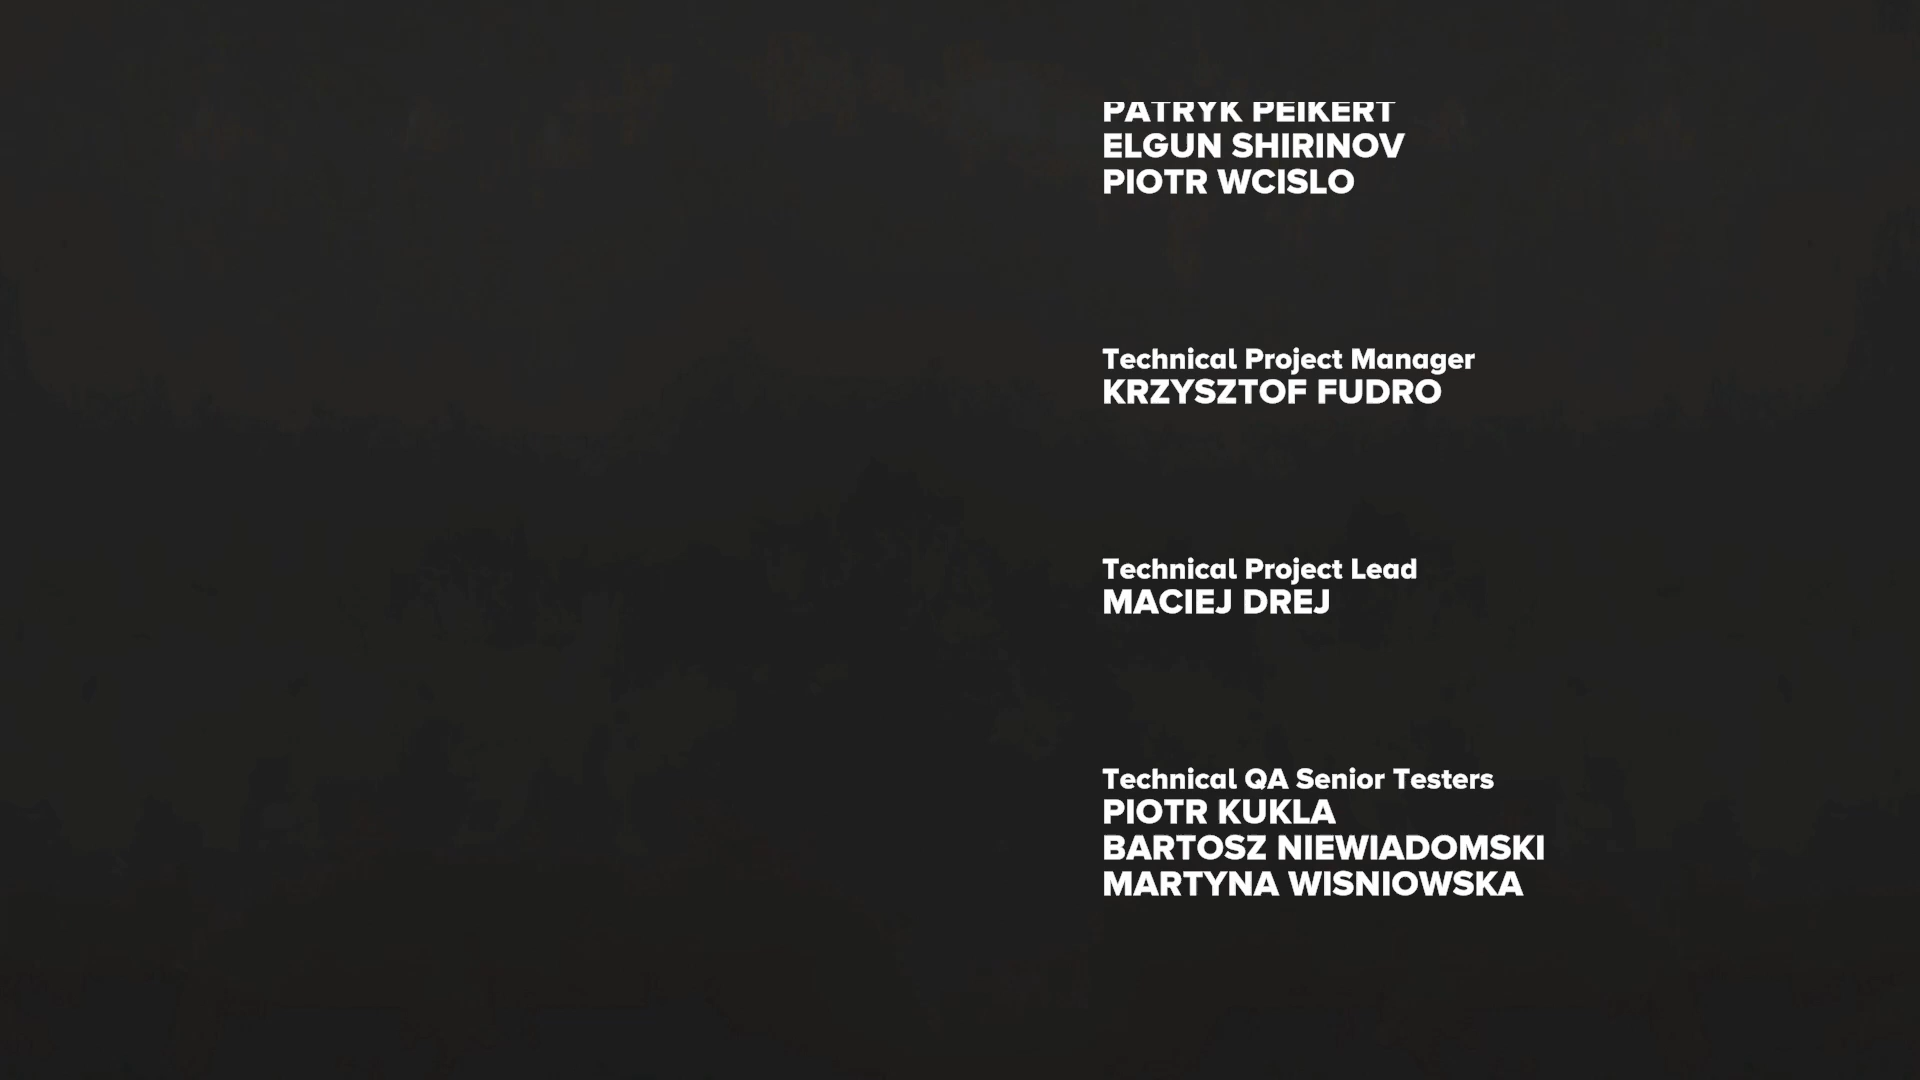 PATRYK PEIKERT
ELGUN SHIRINOV
PIOTR WCISLO
Technical Project Manager
KRZYSZTOF FUDRO
Technical Project Lead
MACIEJ DREJ
Technical QA Senior Testers
PIOTR KUKLA
BARTOSZ NIEWIADOMSKI
MARTYNA WISNIOWSKA